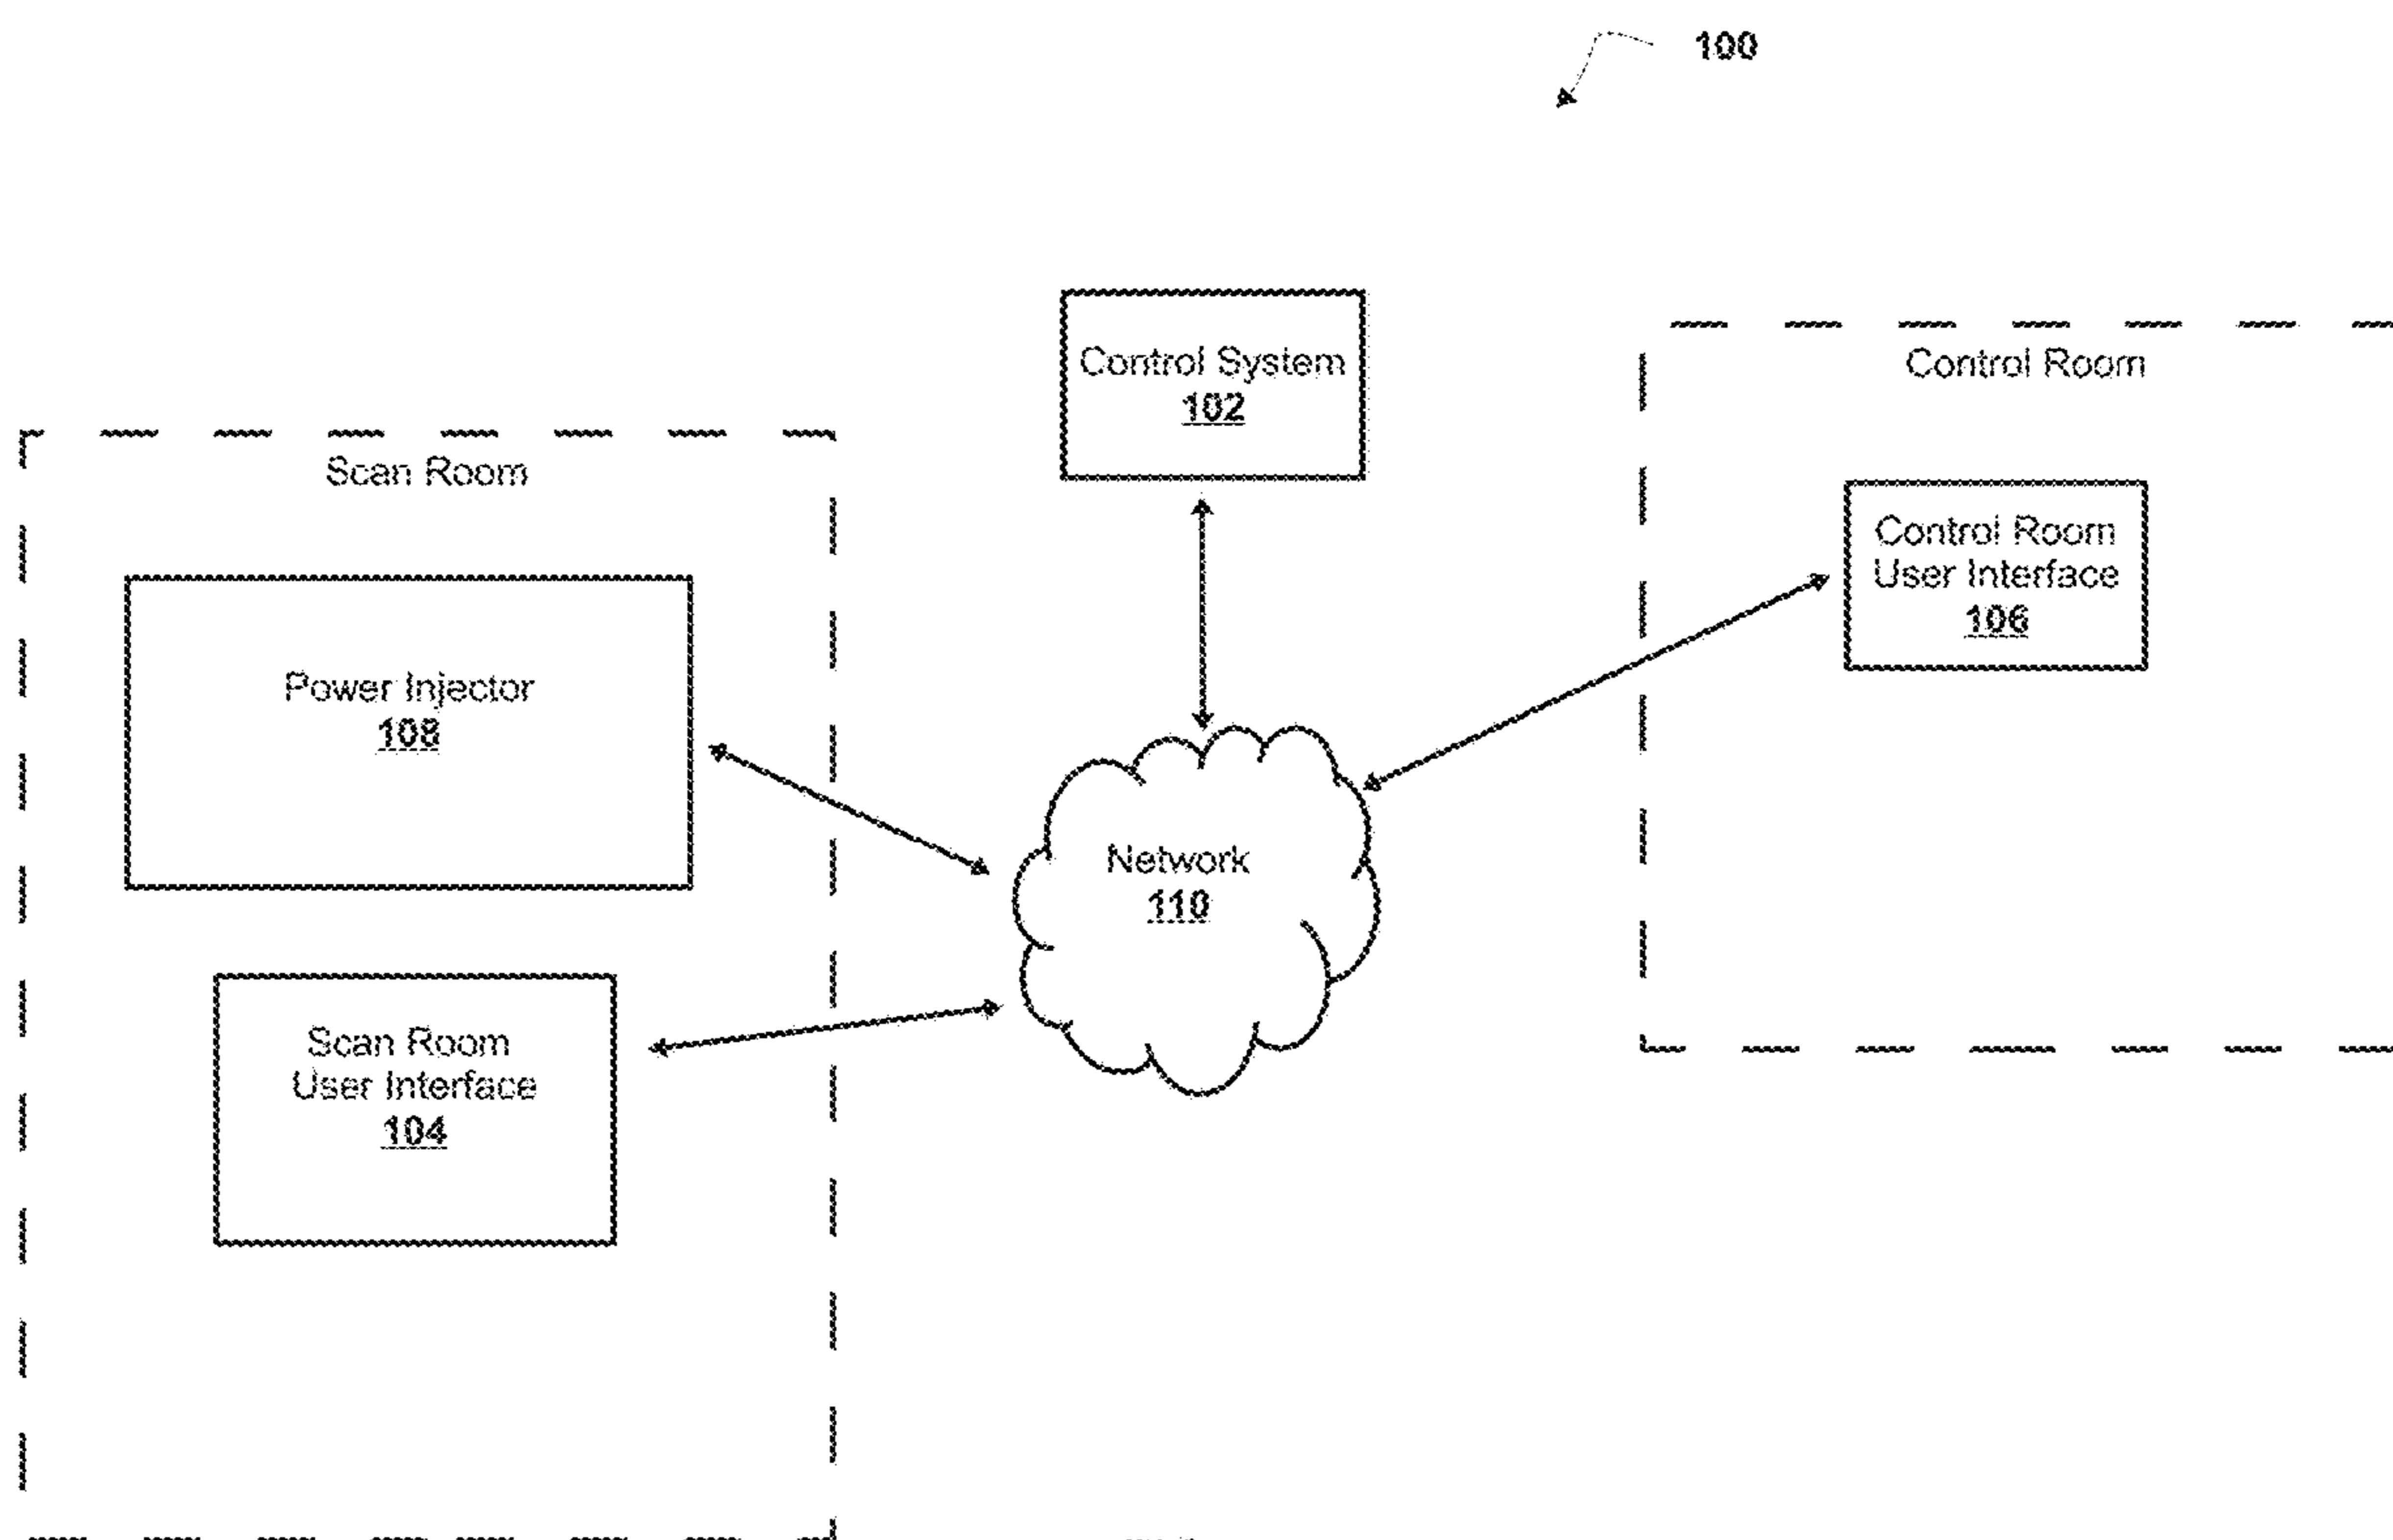 100
Control System
102
Control Room
Scan Room
Control Room
User Interface
106
Power Injector
108
Network
110
Scan Room
User Interface
104